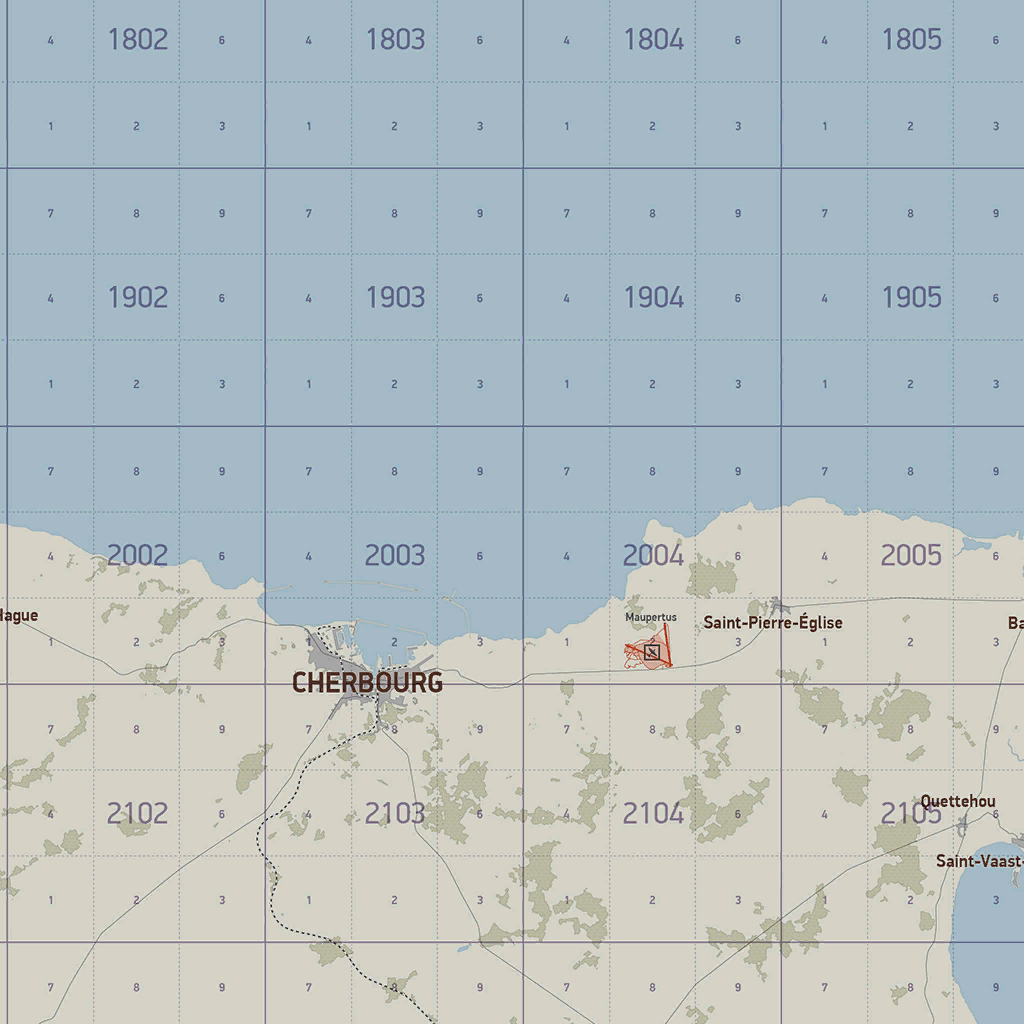 4 1802 6 4 1803 6 4 1804 6 4 1805 6
1 2 3 1 2 3 1 2 3 1 2 3
7 8 9 7 8 9 7 8 9 7 8 9
4 1902 6 4 1903 6 4 1904 6 4 1905 6
1 2 3 1 2 3 1 2 3 1 2 3
7 8 9 7 8 9 7 8 9 7 8 9
4 2002 6 4 2003 6 4 2004 6 4 2005 6
Hague Maupertus Saint-Pierre-Église Ba
1 2 3 2 3 1 2 3 1 2 3
CHERBOURG
7 8 9 7 8 9 7 8 9 7 8 9
Quettehou
4 2102 6 4 2103 6 4 2104 6 4 2105 6
Saint-Vaast-
1 2 3 1 2 3 1 2 3 1 2 3
7 8 9 7 8 9 7 8 9 7 8 9